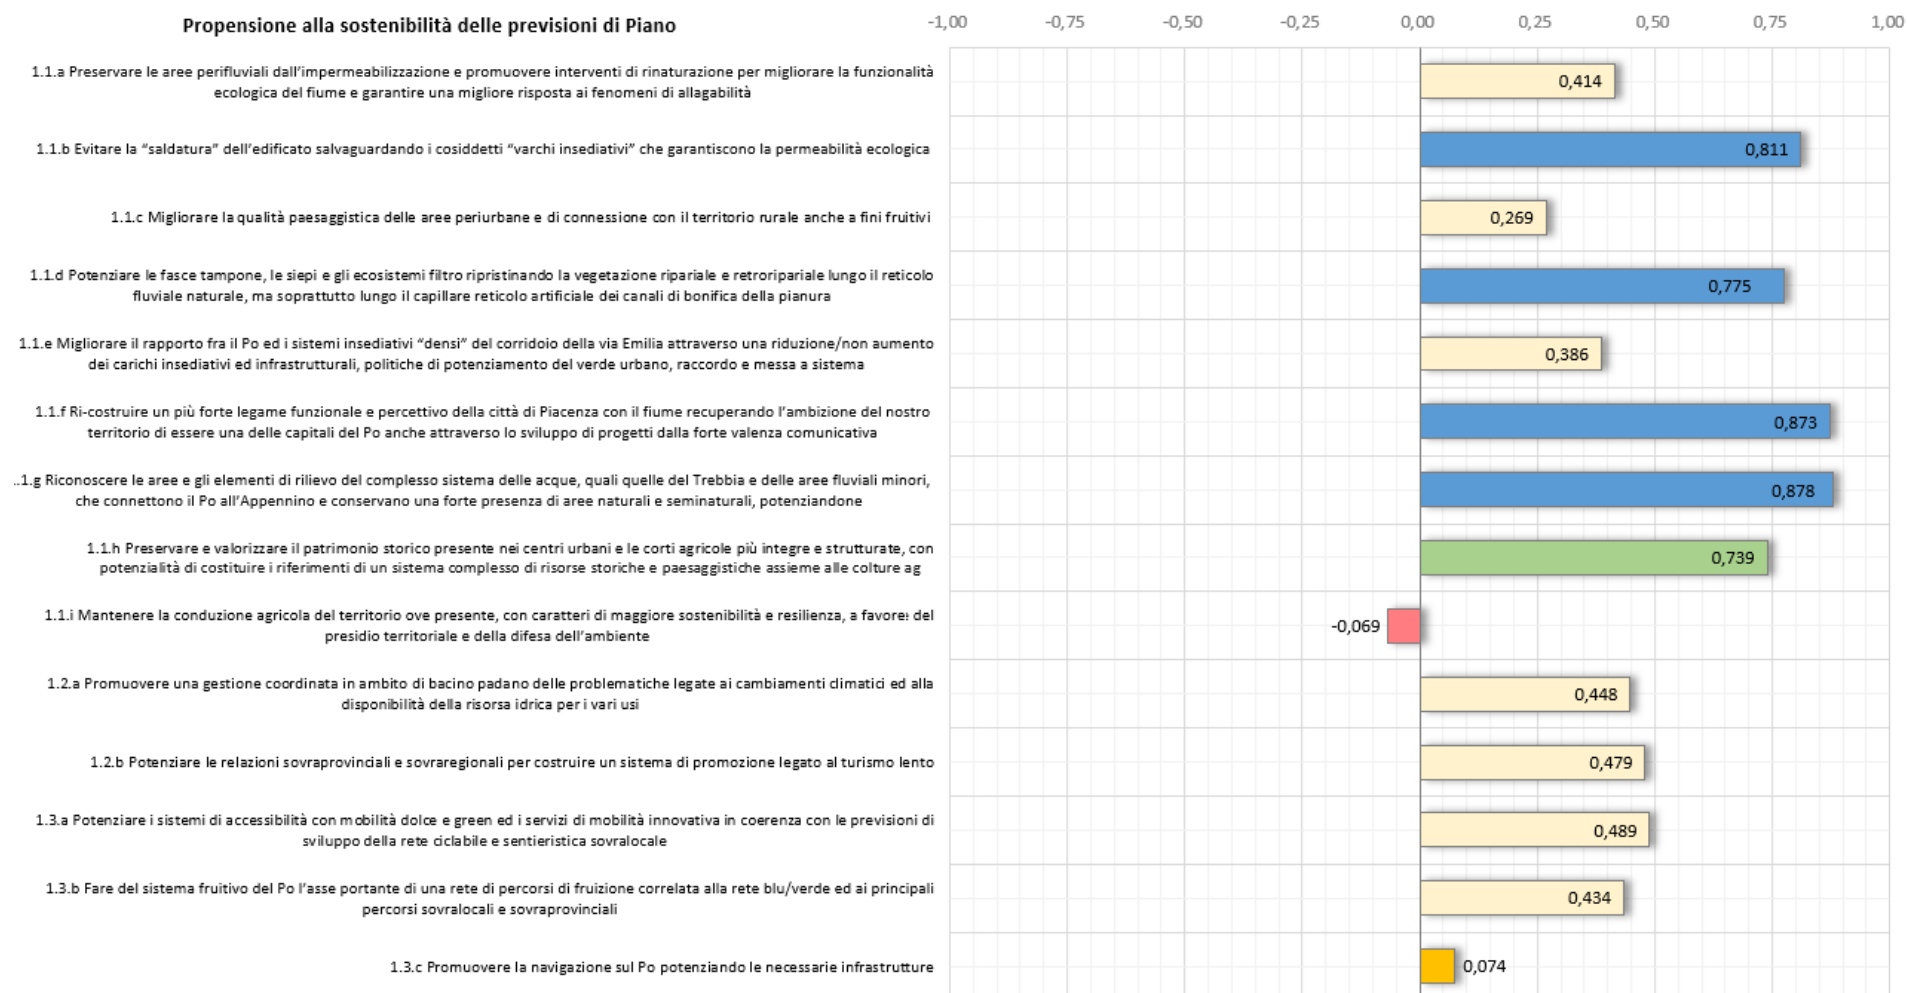 Propensione alla sostenibilità delle previsioni di Piano
-1,00 -0,75 -0,50 -0,25 0,00 0,25 0,50 0,75 1,00
1.1.a Preservare le aree perifluviali dall'impermeabilizzazione e promuovere interventi di rinaturazione per migliorare la funzionalità
ecologica del fiume e garantire una migliore risposta ai fenomeni di allagabilità
0,414
1.1.b Evitare la "saldatura" dell'edificato salvaguardando i cosiddetti "varchi insediativi" che garantiscono la permeabilità ecologica
0,811
1.1.c Migliorare la qualità paesaggistica delle aree periurbane e di connessione con il territorio rurale anche a fini fruitivi
0,269
1.1.d Potenziare le fasce tampone, le siepi e gli ecosistemi filtro ripristinando la vegetazione ripariale e retroripariale lungo il reticolo
fluviale naturale, ma soprattutto lungo il capillare reticolo artificiale dei canali di bonifica della pianura
0,775
1.1.e Migliorare il rapporto fra il Po ed i sistemi insediativi "densi" del corridoio della via Emilia attraverso una riduzione/non aumento
dei carichi insediativi ed infrastrutturali, politiche di potenziamento del verde urbano, raccordo e messa a sistema
0,386
1.1.f Ri-costruire un più forte legame funzionale e percettivo della città di Piacenza con il fiume recuperando l'ambizione del nostro
territorio di essere una delle capitali del Po anche attraverso lo sviluppo di progetti dalla forte valenza comunicativa
0,873
..1.g Riconoscere le aree e gli elementi di rilievo del complesso sistema delle acque, quali quelle del Trebbia e delle aree fluviali minori,
che connettono il Po all'Appennino e conservano una forte presenza di aree naturali e seminaturali, potenziandone
0,878
1.1.h Preservare e valorizzare il patrimonio storico presente nei centri urbani e le corti agricole più integre e strutturate, con
potenzialità di costituire i riferimenti di un sistema complesso di risorse storiche e paesaggistiche assieme alle colture ag
0,739
1.1.i Mantenere la conduzione agricola del territorio ove presente, con caratteri di maggiore sostenibilità e resilienza, a favore: del
presidio territoriale e della difesa dell'ambiente
-0,069
1.2.a Promuovere una gestione coordinata in ambito di bacino padano delle problematiche legate ai cambiamenti climatici ed alla
disponibilità della risorsa idrica per i vari usi
0,448
1.2.b Potenziare le relazioni sovraprovinciali e sovraregionali per costruire un sistema di promozione legato al turismo lento
0,479
1.3.a Potenziare i sistemi di accessibilità con mobilità dolce e green ed i servizi di mobilità innovativa in coerenza con le previsioni di
sviluppo della rete ciclabile e sentieristica sovralocale
0,489
1.3.b Fare del sistema fruitivo del Po l'asse portante di una rete di percorsi di fruizione correlata alla rete blu/verde ed ai principali
percorsi sovralocali e sovraprovinciali
0,434
1.3.c Promuovere la navigazione sul Po potenziando le necessarie infrastrutture
0,074